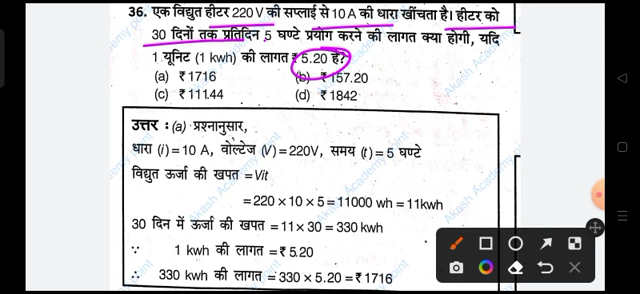 36. एक विद्युत हीटर 220 V की सप्लाई से 10 A की धारा खींचता है। हीटर को
30 दिनों तक प्रतिदिन 5 घण्टे प्रयोग करने की लागत क्या होगी, यदि
1 यूनिट (1 kwh) की लागत ₹ 5.20 है?
(a) ₹ 1716 (b) ₹ 157.20
(c) ₹ 111.44 (d) ₹ 1842
उत्तर : (a) प्रश्नानुसार,
धारा (i) = 10 A, वोल्टेज (V) = 220V, समय (t) = 5 घण्टे
विद्युत ऊर्जा की खपत = Vit
= 220 × 10 × 5 = 11000 wh = 11kwh
30 दिन में ऊर्जा की खपत = 11 × 30 = 330 kwh
∵ 1 kwh की लागत = ₹ 5.20
∴ 330 kwh की लागत = 330 × 5.20 = ₹ 1716